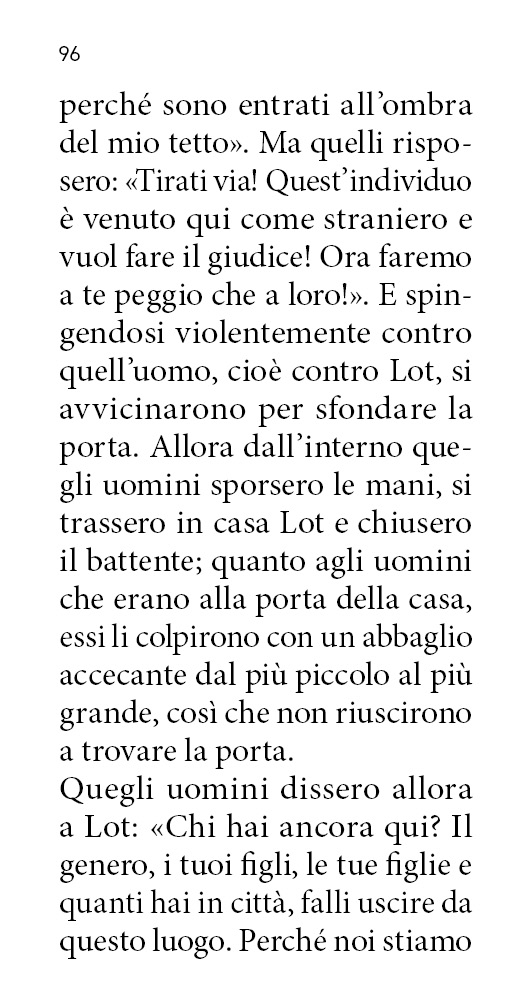 96
perché sono entrati all’ombra
del mio tetto». Ma quelli rispo-
sero: «Tirati via! Quest’individuo
è venuto qui come straniero e
vuol fare il giudice! Ora faremo
a te peggio che a loro!». E spin-
gendosi violentemente contro
quell’uomo, cioè contro Lot, si
avvicinarono per sfondare la
porta. Allora dall’interno que-
gli uomini sporsero le mani, si
trassero in casa Lot e chiusero
il battente; quanto agli uomini
che erano alla porta della casa,
essi li colpirono con un abbaglio
accecante dal più piccolo al più
grande, così che non riuscirono
a trovare la porta.
Quegli uomini dissero allora
a Lot: «Chi hai ancora qui? Il
genero, i tuoi figli, le tue figlie e
quanti hai in città, falli uscire da
questo luogo. Perché noi stiamo